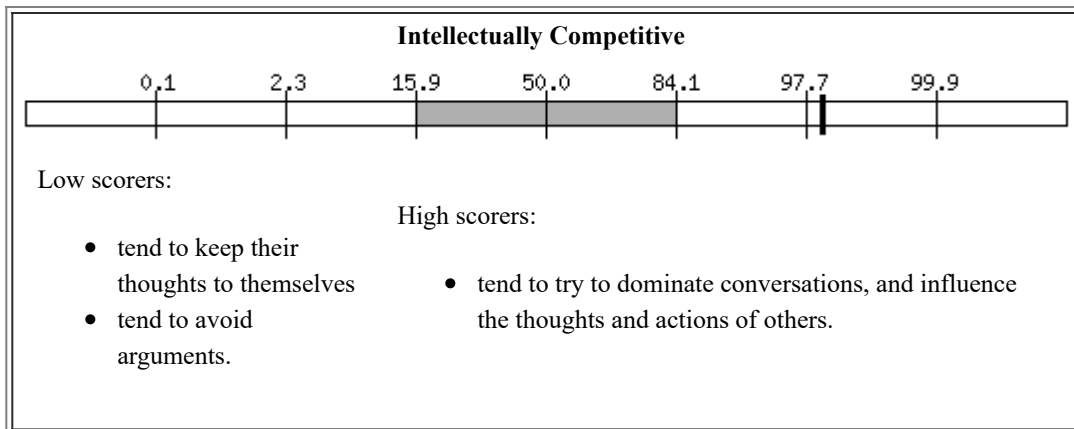 Intellectually Competitive
0.1 2.3 15.9 50.0 84.1 97.7 99.9
Low scorers:
• tend to keep their
thoughts to themselves
• tend to avoid
arguments.
High scorers:
• tend to try to dominate conversations, and influence
the thoughts and actions of others.